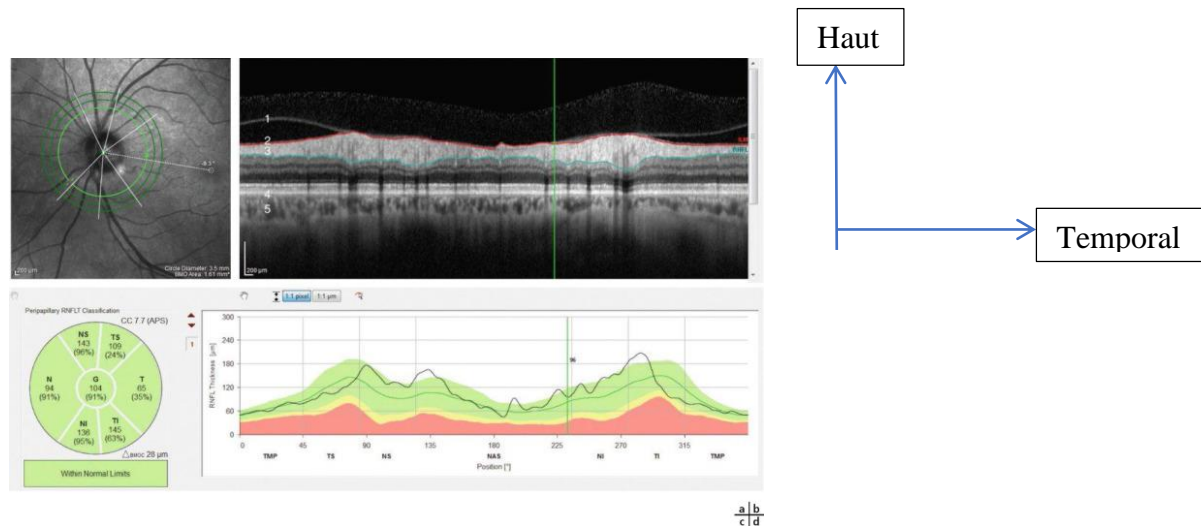 Haut
Temporal
1
2
3
4
5
200 µm
Circle Diameter: 3.5 mm
BMO Area: 1.61 mm²
200 µm
1:1 pixel 1:1 µm
Peripapillary RNFLT Classification
CC 7.7 (APS)
NS
143
(96%)
TS
109
(24%)
N
94
(91%)
G
104
(91%)
T
65
(35%)
NI
136
(95%)
TI
145
(63%)
Within Normal Limits
1
RNFL Thickness [µm]
300
240
180
120
60
0
96
0 45 90 135 180 225 270 315
TMP TS NS NAS NI TI TMP
Position [°]
a b
c d